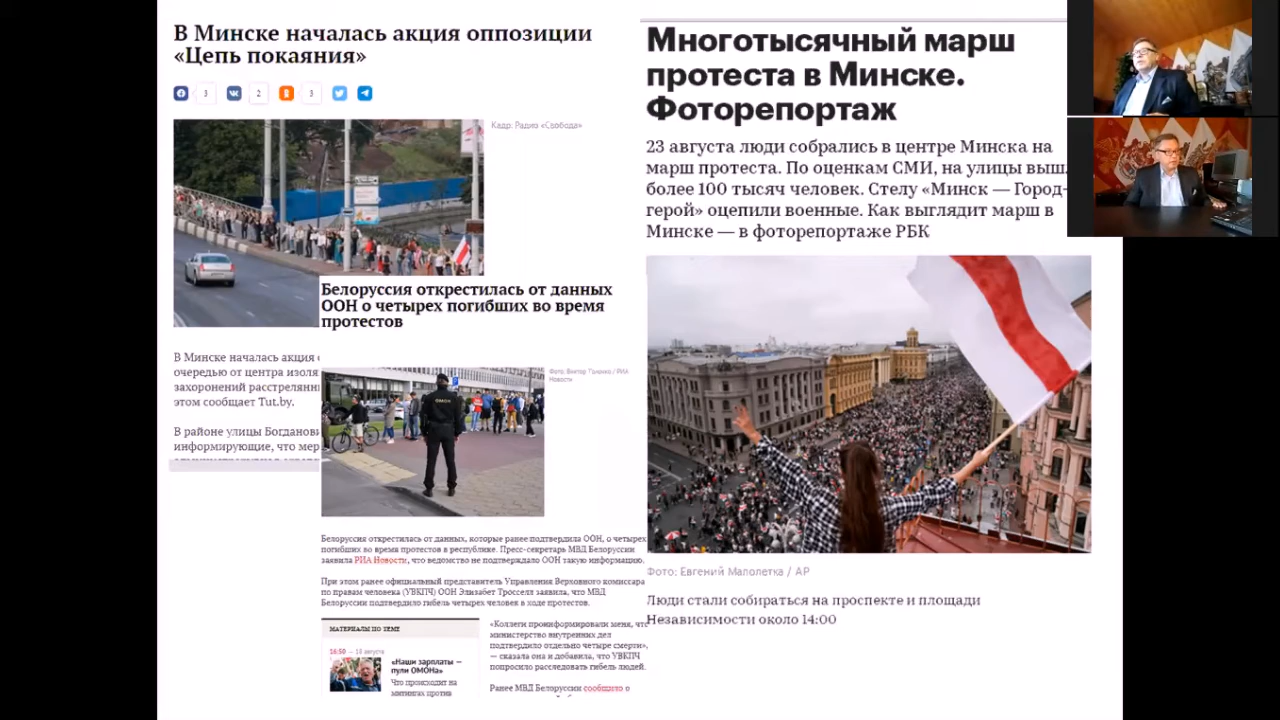 В Минске началась акция оппозиции
«Цепь покаяния»
3
2
3
Кадр: Радио «Свобода»
В Минске началась акция
очередью от центра изоля
захоронений расстрелянн
этом сообщает Tut.by.
В районе улицы Богданови
информирующие, что мер
Белоруссия открестилась от данных
ООН о четырех погибших во время
протестов
Фото: Виктор Толочко / РИА
Новости
ОМОН
Белоруссия открестилась от данных, которые ранее подтвердила ООН, о четырех
погибших во время протестов в республике. Пресс-секретарь МВД Белоруссии
заявила РИА Новости, что ведомство не подтверждало ООН такую информацию.
При этом ранее официальный представитель Управления Верховного комиссара
по правам человека (УВКПЧ) ООН Элизабет Тросселл заявила, что МВД
Белоруссии подтвердило гибель четырех человек в ходе протестов.
МАТЕРИАЛЫ ПО ТЕМЕ
16:50 — 18 августа
«Наши зарплаты —
пули ОМОНа»
Что происходит на
митингах против
«Коллеги проинформировали меня, что
министерство внутренних дел
подтвердило отдельно четыре смерти»,
— сказала она и добавила, что УВКПЧ
попросило расследовать гибель людей.
Ранее МВД Белоруссии сообщило о
Многотысячный марш
протеста в Минске.
Фоторепортаж
23 августа люди собрались в центре Минска на
марш протеста. По оценкам СМИ, на улицы выш
более 100 тысяч человек. Стелу «Минск — Город-
герой» оцепили военные. Как выглядит марш в
Минске — в фоторепортаже РБК
Фото: Евгений Малолетка / AP
Люди стали собираться на проспекте и площади
Независимости около 14:00